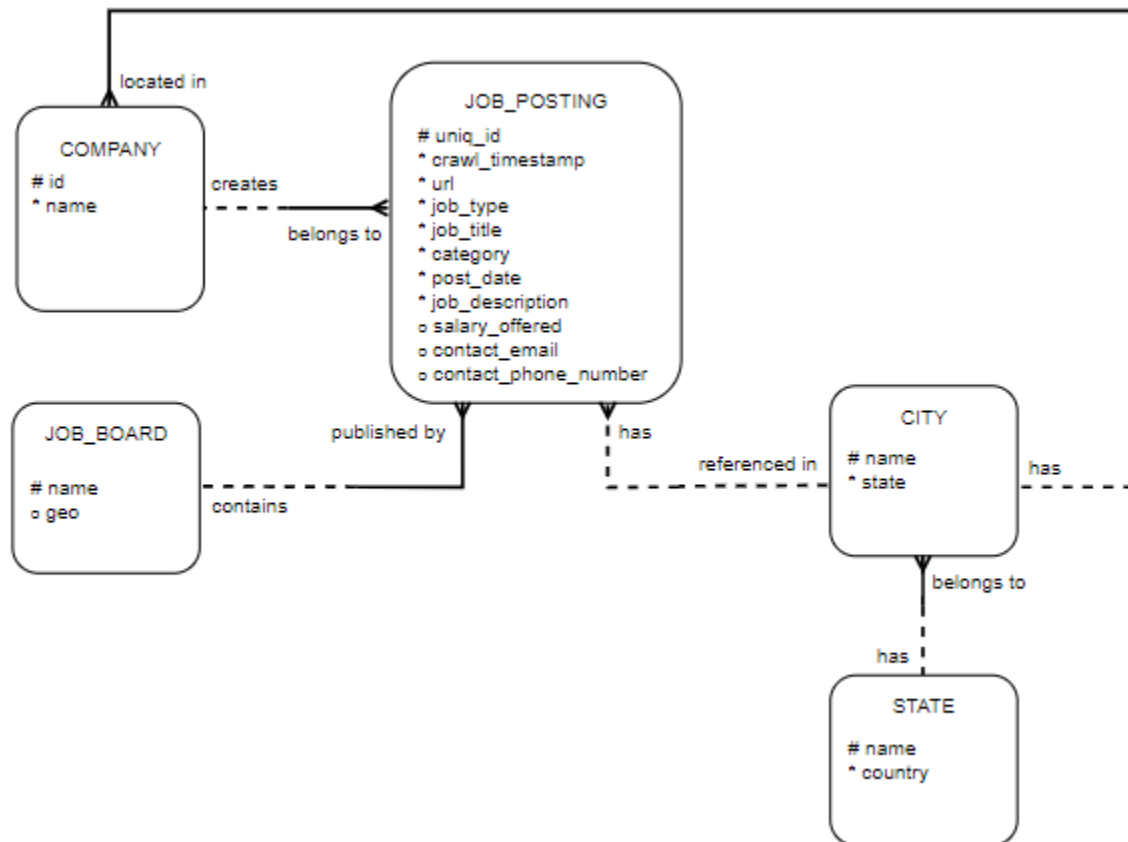 located in
COMPANY
# id
* name
creates
belongs to
JOB_POSTING
# uniq_id
* crawl_timestamp
* url
* job_type
* job_title
* category
* post_date
* job_description
o salary_offered
o contact_email
o contact_phone_number
JOB_BOARD
# name
o geo
contains
published by
has
referenced in
CITY
# name
* state
has
belongs to
has
STATE
# name
* country